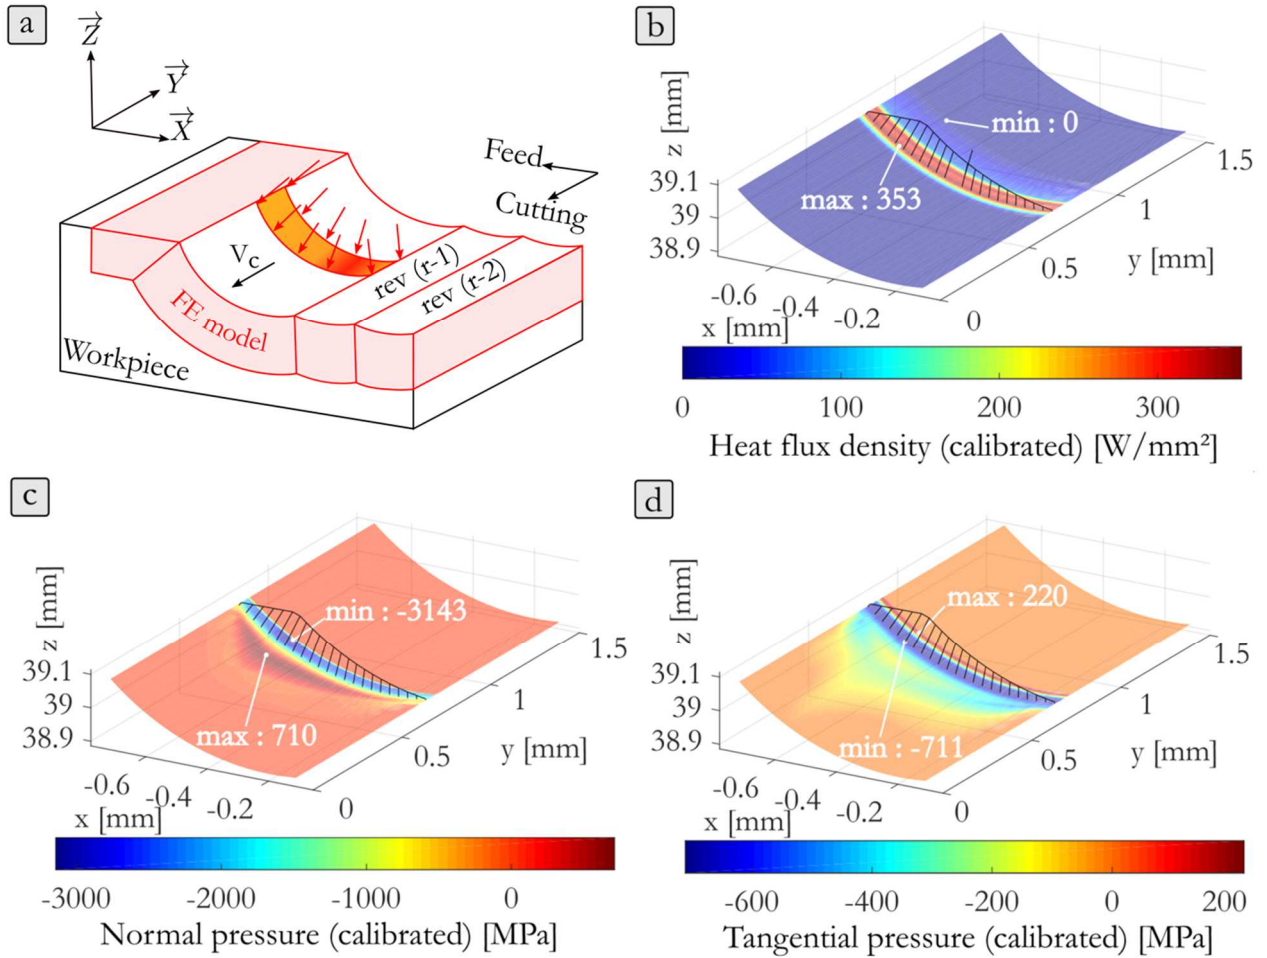 a
Z
Y
X
Feed
Cutting
Vc
rev (r-1)
rev (r-2)
FE model
Workpiece
b
z [mm]
39.1
39
38.9
min : 0
max : 353
-0.6
-0.4
-0.2
x [mm]
0
0.5
1
1.5
y [mm]
0
100
200
300
Heat flux density (calibrated) [W/mm²]
c
z [mm]
39.1
39
38.9
min : -3143
max : 710
-0.6
-0.4
-0.2
x [mm]
0
0.5
1
1.5
y [mm]
-3000
-2000
-1000
0
Normal pressure (calibrated) [MPa]
d
z [mm]
39.1
39
38.9
max : 220
min : -711
-0.6
-0.4
-0.2
x [mm]
0
0.5
1
1.5
y [mm]
-600
-400
-200
0
200
Tangential pressure (calibrated) [MPa]